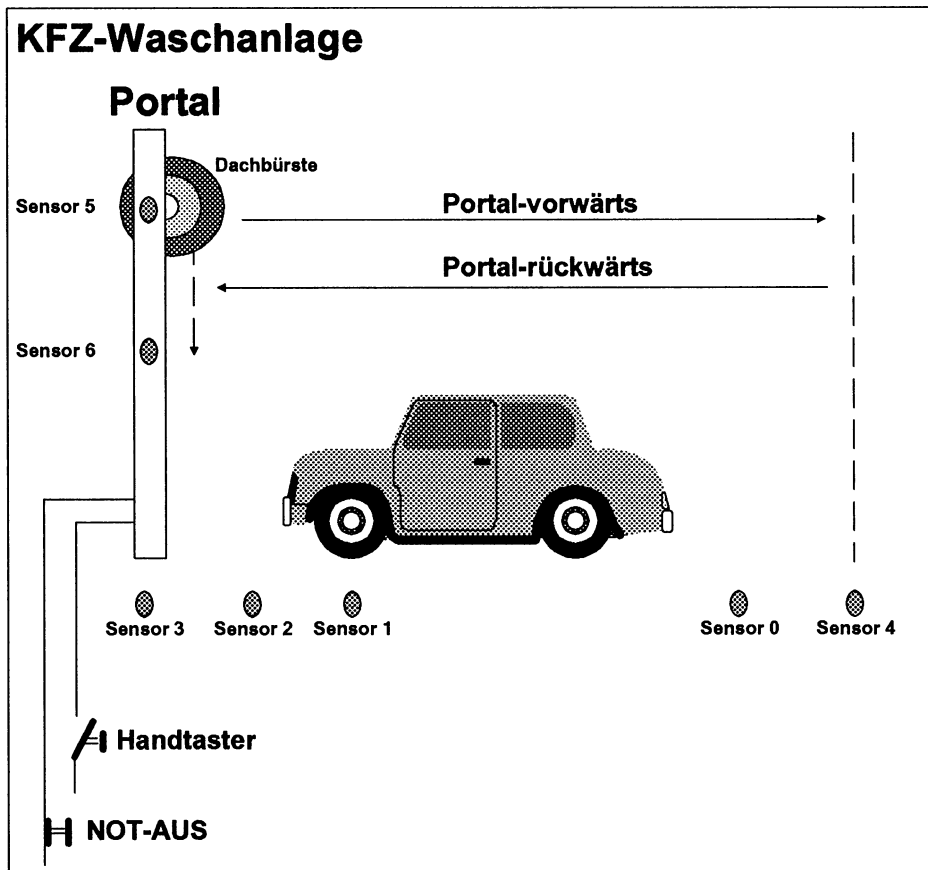 KFZ-Waschanlage
Portal
Dachbürste
Sensor 5
Portal-vorwärts
Portal-rückwärts
Sensor 6
Sensor 3
Sensor 2
Sensor 1
Sensor 0
Sensor 4
Handtaster
NOT-AUS